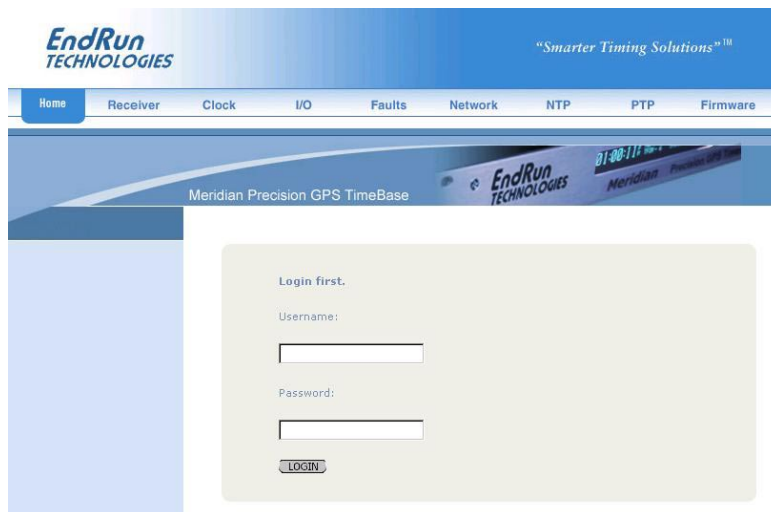 EndRun
TECHNOLOGIES
“Smarter Timing Solutions”™
Home Receiver Clock I/O Faults Network NTP PTP Firmware
Meridian Precision GPS TimeBase
EndRun
TECHNOLOGIES
Meridian
Login first.
Username:
Password:
LOGIN